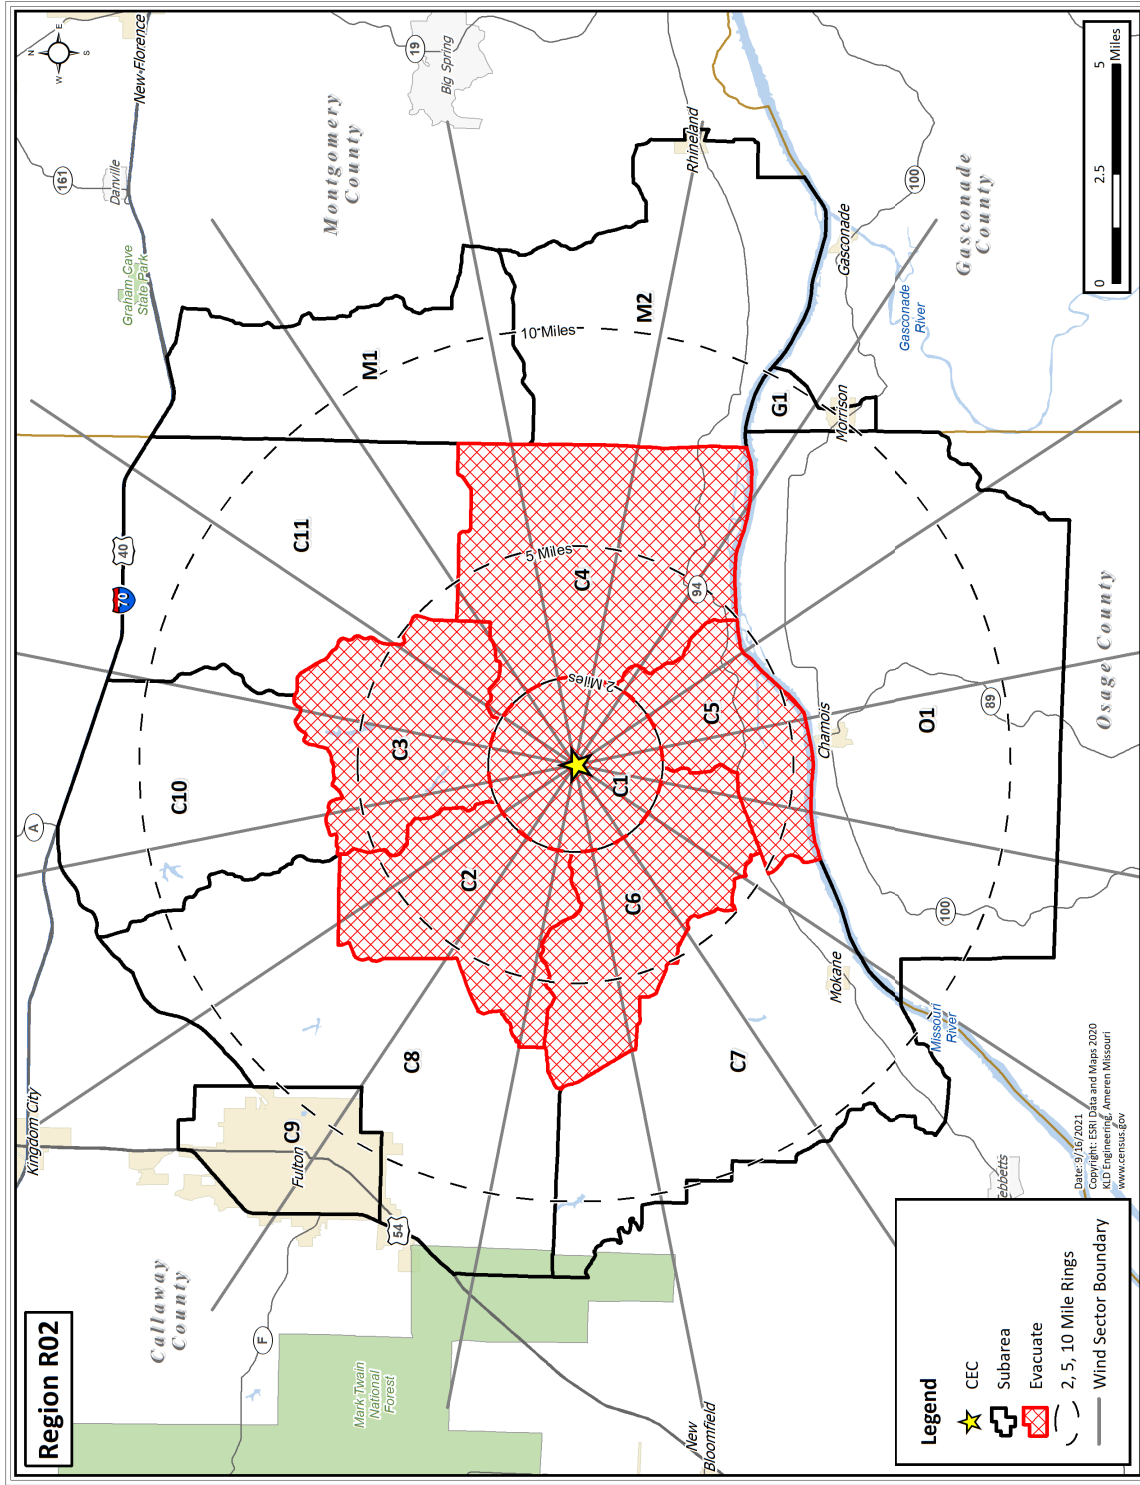 Region R02
Kingdom City
A
161
New Florence
Danville
Graham Cave
State Park
Montgomery
County
19
Big Spring
Rhineland
N
E
S
W
40
70
C11
M1
10 Miles
M2
C10
C3
5 Miles
C4
2 Miles
94
C2
C1
C5
C6
C8
C9
Fulton
54
F
Callaway
County
Mark Twain
National
Forest
New
Bloomfield
C7
Mokane
Missouri
River
Chamois
O1
100
89
Osage County
G1
Morrison
Gasconade
Gasconade
River
100
Gasconade
County
0
2.5
5
Miles
ebbetts
Date: 9/16/2021
Copyright: ESRI Data and Maps 2020
KLD Engineering, Ameren Missouri
www.census.gov
Legend
CEC
Subarea
Evacuate
2, 5, 10 Mile Rings
Wind Sector Boundary